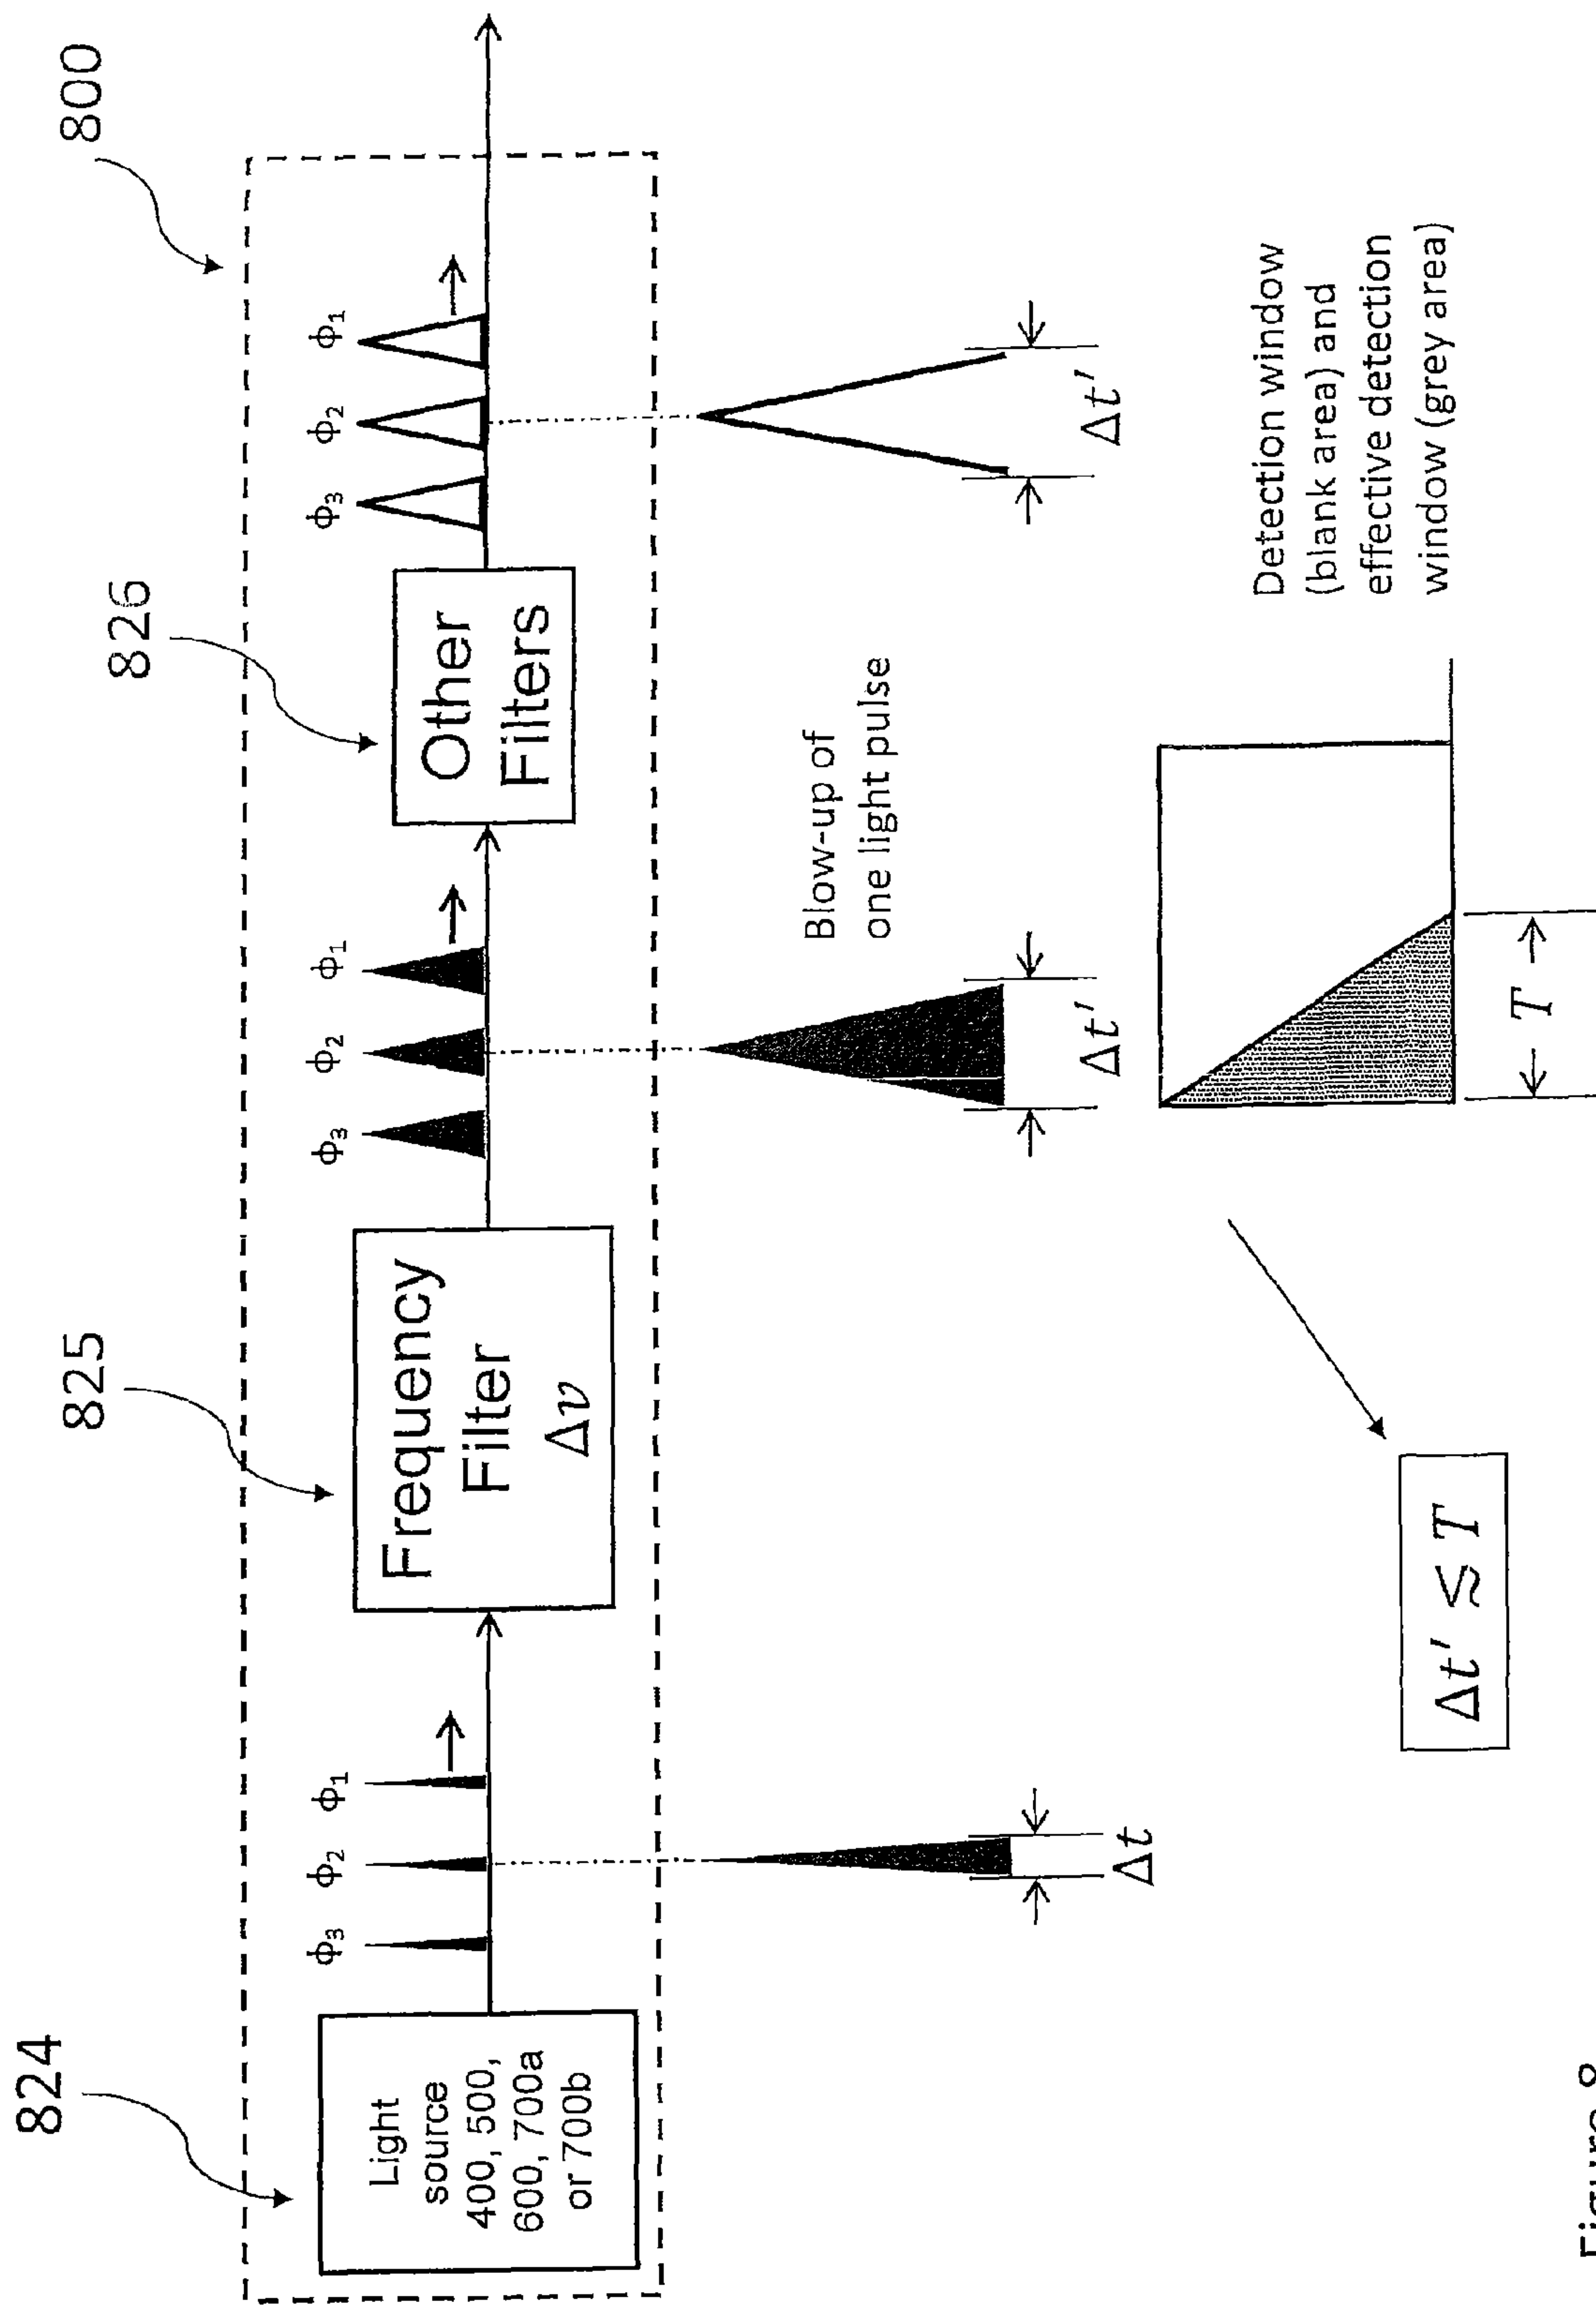 800
824
825
826
Light
source
400, 500,
600, 700a
or 700b
ϕ3 ϕ2 ϕ1
Frequency
Filter
Δν
ϕ3 ϕ2 ϕ1
Other
Filters
ϕ3 ϕ2 ϕ1
Δt
Blow-up of
one light pulse
Δt′
Δt′
Detection window
(blank area) and
effective detection
window (grey area)
T
Δt′ ≲ T
Figure 8